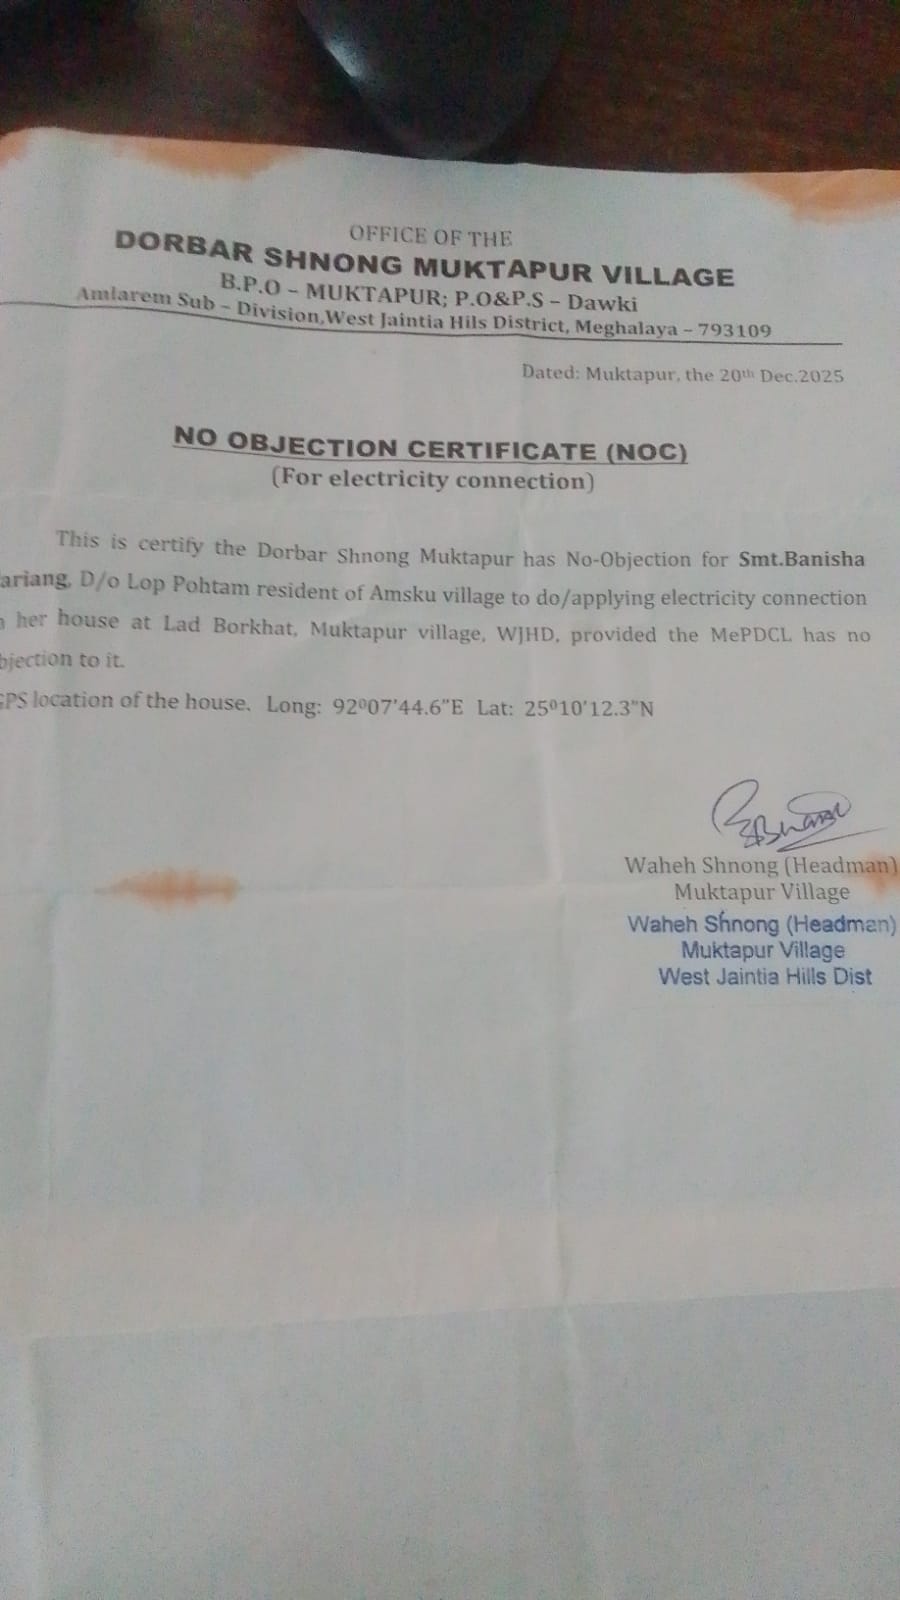 OFFICE OF THE
DORBAR SHNONG MUKTAPUR VILLAGE
B.P.O – MUKTAPUR; P.O&P.S – Dawki
Amlarem Sub – Division,West Jaintia Hils District, Meghalaya – 793109
Dated: Muktapur, the 20th Dec.2025
NO OBJECTION CERTIFICATE (NOC)
(For electricity connection)
This is certify the Dorbar Shnong Muktapur has No-Objection for Smt.Banisha
ariang, D/o Lop Pohtam resident of Amsku village to do/applying electricity connection
her house at Lad Borkhat, Muktapur village, WJHD, provided the MePDCL has no
bjection to it.
GPS location of the house. Long: 92⁰07'44.6"E Lat: 25⁰10'12.3"N
Waheh Shnong (Headman)
Muktapur Village
Waheh Shnong (Headman)
Muktapur Village
West Jaintia Hills Dist